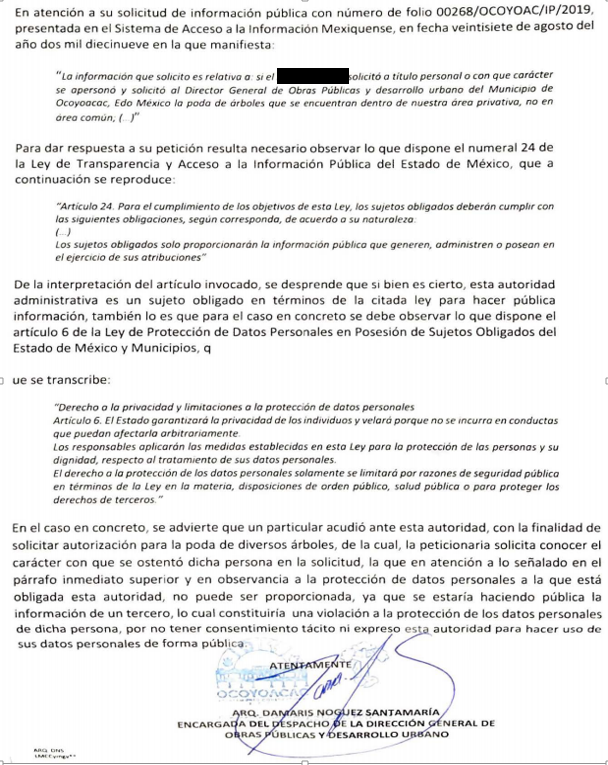 En atención a su solicitud de información pública con número de folio 00268/OCOYOAC/IP/2019,
presentada en el Sistema de Acceso a la Información Mexiquense, en fecha veintisiete de agosto del
año dos mil diecinueve en la que manifiesta:
"La información que solicito es relativa a: si el solicitó a título personal o con que carácter
se apersonó y solicitó al Director General de Obras Públicas y desarrollo urbano del Municipio de
Ocoyoacac, Edo México la poda de árboles que se encuentran dentro de nuestra área privativa, no en
área común; (...)"
Para dar respuesta a su petición resulta necesario observar lo que dispone el numeral 24 de
la Ley de Transparencia y Acceso a la Información Pública del Estado de México, que a
continuación se reproduce:
"Artículo 24. Para el cumplimiento de los objetivos de esta Ley, los sujetos obligados deberán cumplir con
las siguientes obligaciones, según corresponda, de acuerdo a su naturaleza:
(...)
Los sujetos obligados solo proporcionarán la información pública que generen, administren o posean en
el ejercicio de sus atribuciones"
De la interpretación del artículo invocado, se desprende que si bien es cierto, esta autoridad
administrativa es un sujeto obligado en términos de la citada ley para hacer pública
información, también lo es que para el caso en concreto se debe observar lo que dispone el
artículo 6 de la Ley de Protección de Datos Personales en Posesión de Sujetos Obligados del
Estado de México y Municipios, q
ue se transcribe:
"Derecho a la privacidad y limitaciones a la protección de datos personales
Artículo 6. El Estado garantizará la privacidad de los individuos y velará porque no se incurra en conductas
que puedan afectarla arbitrariamente.
Los responsables aplicarán las medidas establecidas en esta Ley para la protección de las personas y su
dignidad, respecto al tratamiento de sus datos personales.
El derecho a la protección de los datos personales solamente se limitará por razones de seguridad pública
en términos de la Ley en la materia, disposiciones de orden público, salud pública o para proteger los
derechos de terceros."
En el caso en concreto, se advierte que un particular acudió ante esta autoridad, con la finalidad de
solicitar autorización para la poda de diversos árboles, de la cual, la peticionaria solicita conocer el
carácter con que se ostentó dicha persona en la solicitud, la que en atención a lo señalado en el
párrafo inmediato superior y en observancia a la protección de datos personales a la que está
obligada esta autoridad, no puede ser proporcionada, ya que se estaría haciendo pública la
información de un tercero, lo cual constituiría una violación a la protección de los datos personales
de dicha persona, por no tener consentimiento tácito ni expreso esta autoridad para hacer uso de
sus datos personales de forma pública.
ATENTAMENTE
OCOYOACAC
ARQ. DAMARIS NOGUEZ SANTAMARÍA
ENCARGADA DEL DESPACHO DE LA DIRECCIÓN GENERAL DE
OBRAS PÚBLICAS Y DESARROLLO URBANO
ARQ. DNS